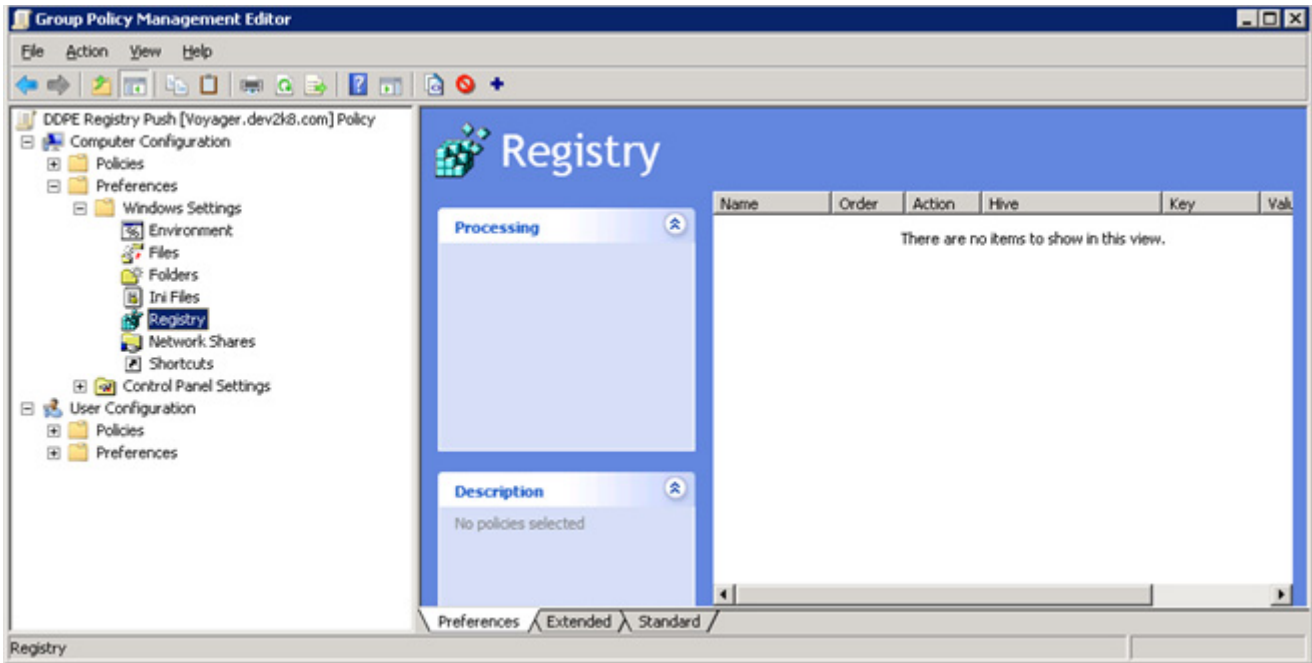 Group Policy Management Editor
File Action View Help
DDPE Registry Push [Voyager.dev2k8.com] Policy
Computer Configuration
Policies
Preferences
Windows Settings
Environment
Files
Folders
Ini Files
Registry
Network Shares
Shortcuts
Control Panel Settings
User Configuration
Policies
Preferences
Registry
Processing
Description
No policies selected
Name Order Action Hive Key Valu
There are no items to show in this view.
Preferences Extended Standard
Registry